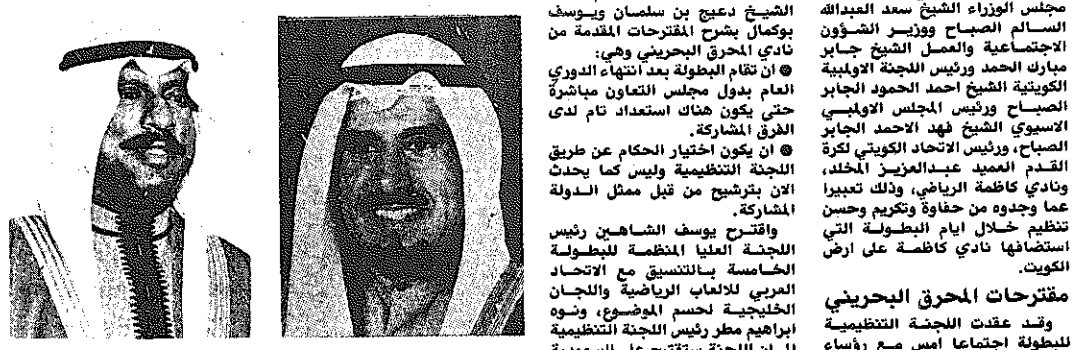 مجلس الوزراء الشيخ سعد العبدالله
السالم الصباح ووزير الشؤون
الاجتماعية والعمل الشيخ جابر
مبارك الحمد ورئيس اللجنة الاولمبية
الكويتية الشيخ احمد الحمود الجابر
الصباح ورئيس المجلس الاولمبي
الاسيوي الشيخ فهد الاحمد الجابر
الصباح، ورئيس الاتحاد الكويتي لكرة
القدم العميد عبدالعزيز المخلد،
ونادي كاظمة الرياضي، وذلك تعبيرا
عما وجدوه من حفاوة وتكريم وحسن
تنظيم خلال ايام البطولة التي
استضافها نادي كاظمة على ارض
الكويت.
مقترحات المحرق البحريني
وقد عقدت اللجنة التنظيمية
للبطولة اجتماعا امس مع رؤساء
الشيخ دعيج بن سلمان ويوسف
بوكمال بشرح المقترحات المقدمة من
نادي المحرق البحريني وهي:
● ان تقام البطولة بعد انتهاء الدوري
العام بدول مجلس التعاون مباشرة
حتى يكون هناك استعداد تام لدى
الفرق المشاركة.
● ان يكون اختيار الحكام عن طريق
اللجنة التنظيمية وليس كما يحدث
الان بترشيح من قبل ممثل الدولة
المشاركة.
واقترح يوسف الشاهين رئيس
اللجنة العليا المنظمة للبطولة
الخامسة بالتنسيق مع الاتحاد
العربي للالعاب الرياضية واللجان
الخليجية لحسم الموضوع، ونوه
ابراهيم مطر رئيس اللجنة التنظيمية